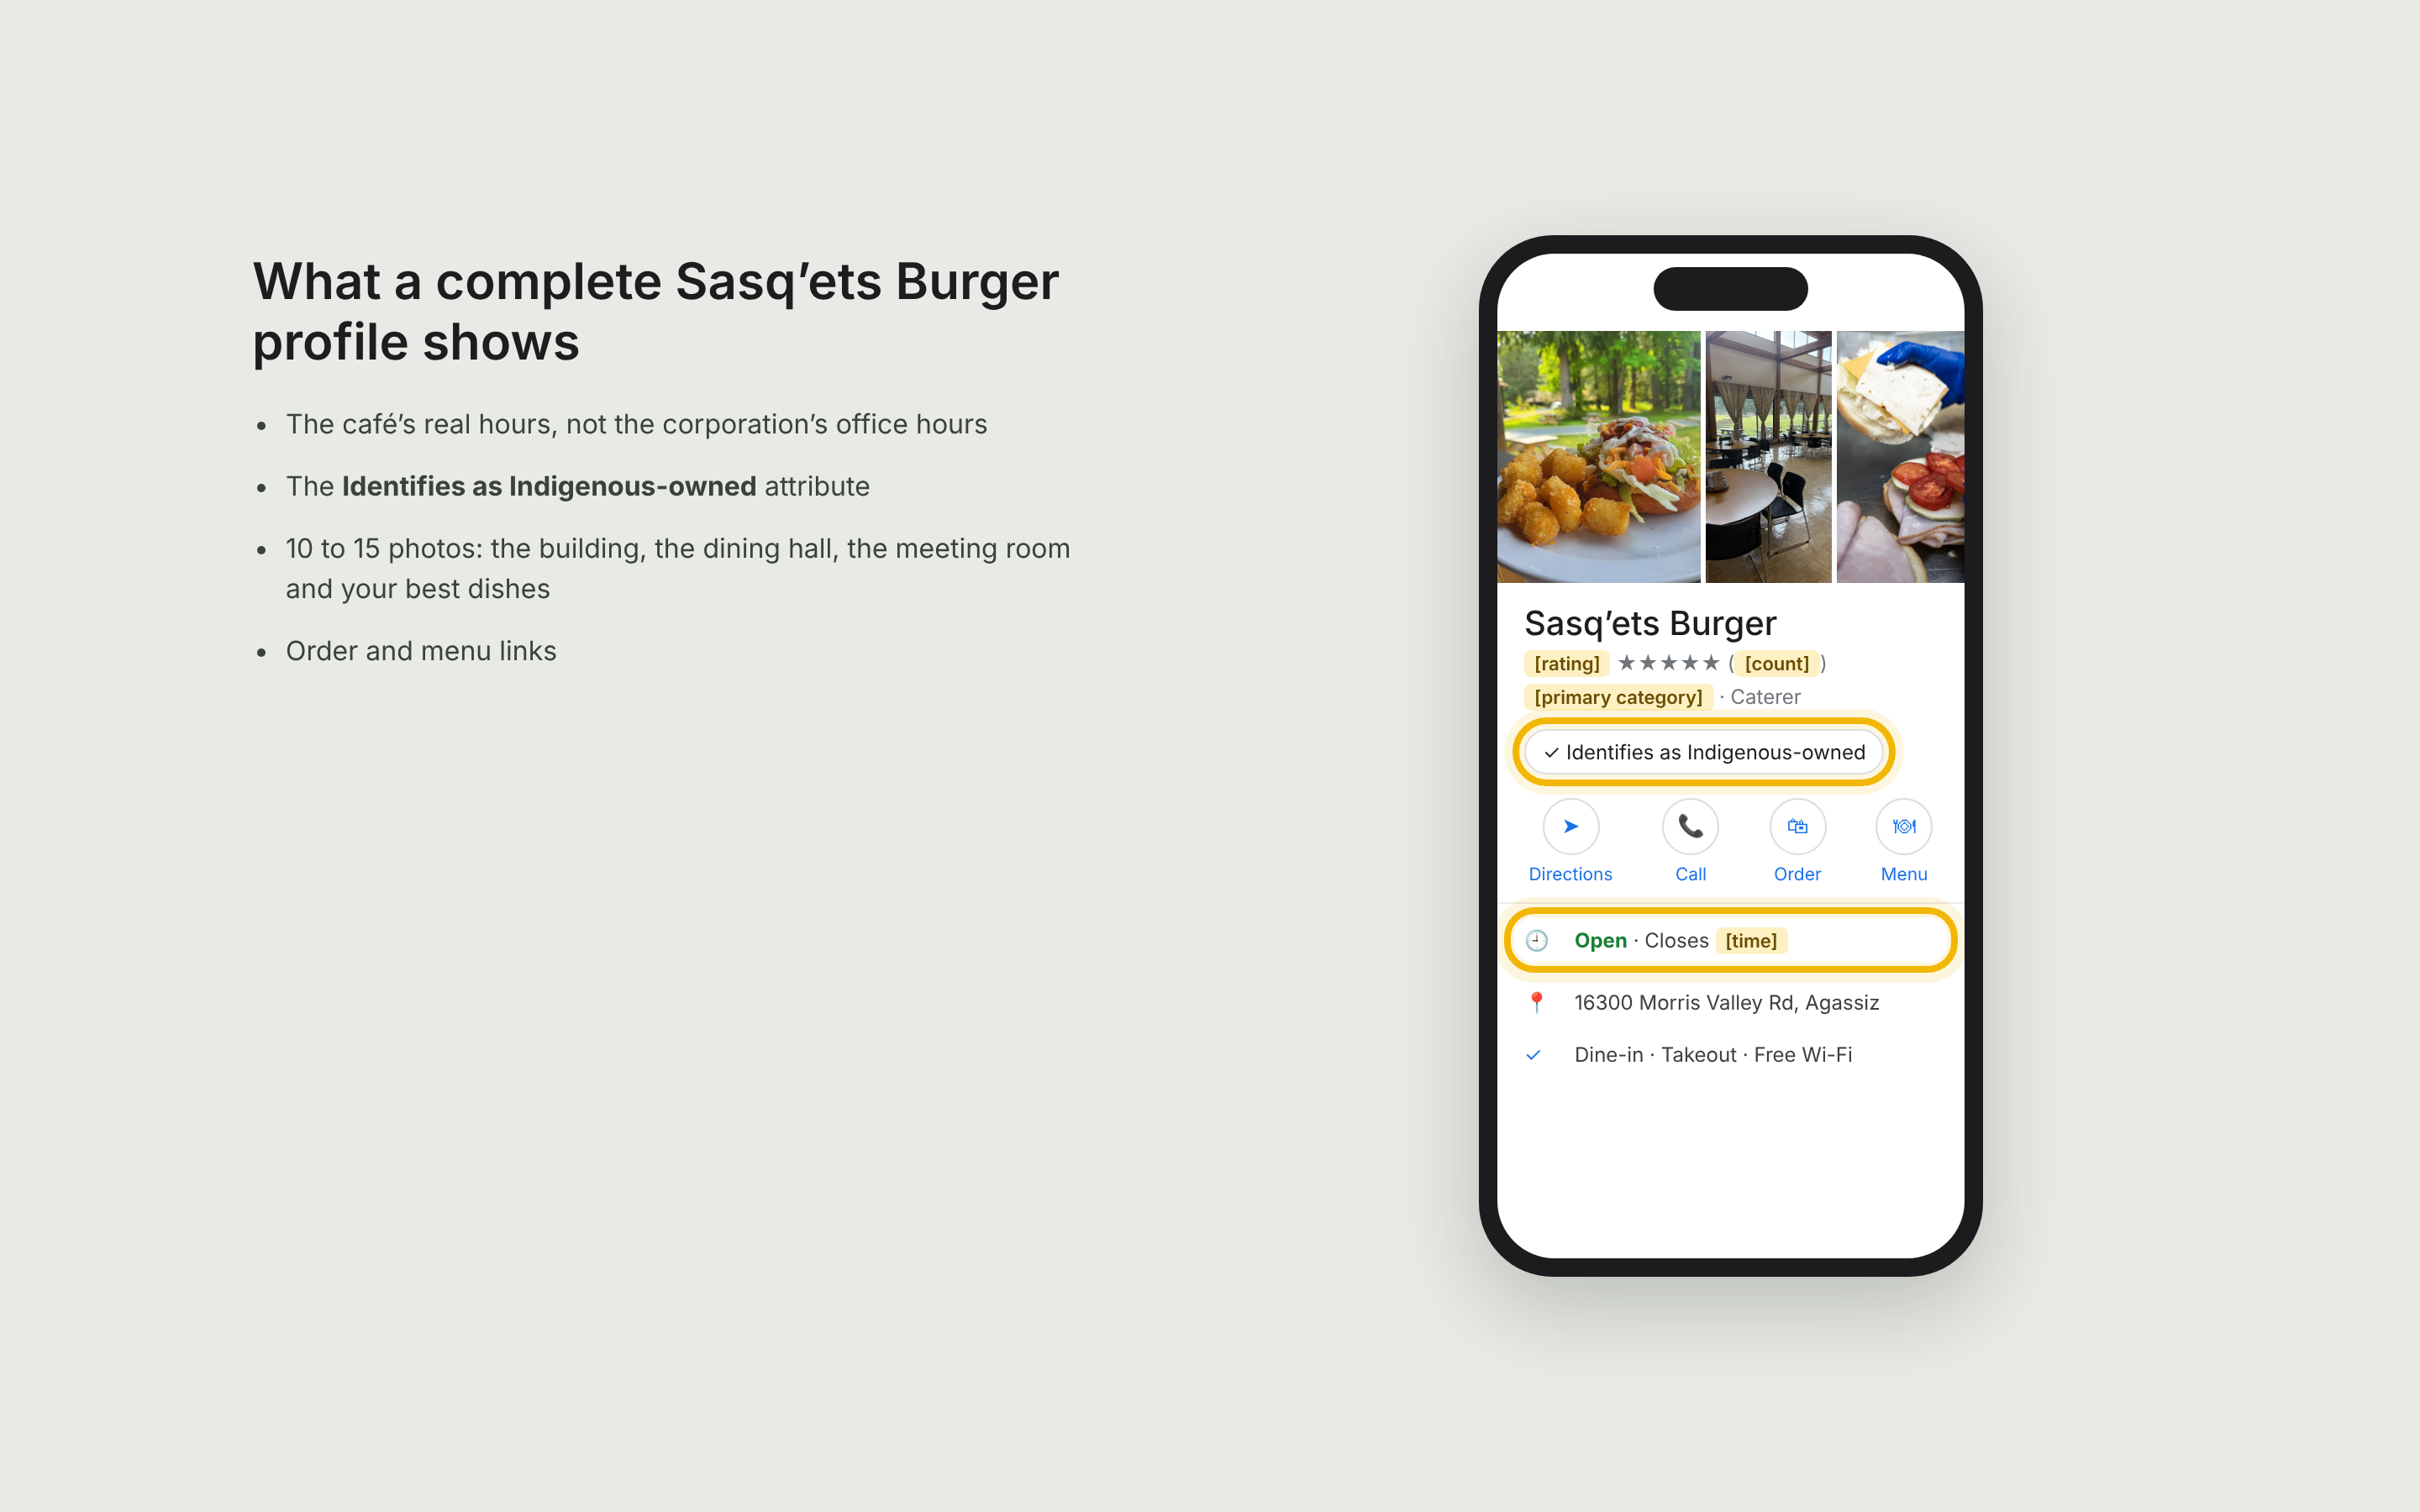 What a complete Sasq’ets Burger
profile shows
• The café’s real hours, not the corporation’s office hours
• The Identifies as Indigenous-owned attribute
• 10 to 15 photos: the building, the dining hall, the meeting room
and your best dishes
• Order and menu links
Sasq’ets Burger
[rating] ★★★★★ ([count])
[primary category] · Caterer
✓ Identifies as Indigenous-owned
Directions Call Order Menu
Open · Closes [time]
16300 Morris Valley Rd, Agassiz
✓ Dine-in · Takeout · Free Wi-Fi